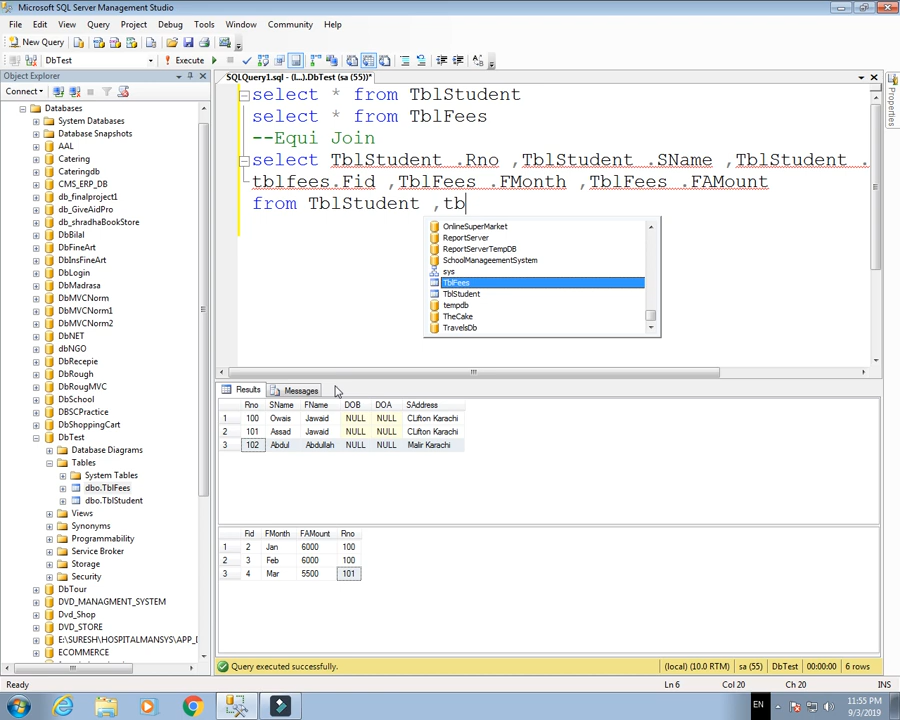 Microsoft SQL Server Management Studio
File Edit View Query Project Debug Tools Window Community Help
New Query
DbTest Execute
Object Explorer
SQLQuery1.sql - (l...).DbTest (sa (55))*
Connect
Properties
Databases
System Databases
Database Snapshots
AAL
Catering
Cateringdb
CMS_ERP_DB
db_finalproject1
db_GiveAidPro
db_shradhaBookStore
DbBilal
DbFineArt
DbInsFineArt
DbLogin
DbMadrasa
DbMVCNorm
DbMVCNorm1
DbMVCNorm2
DbNET
dbNGO
DbRecepie
DbRough
DbRougMVC
DbSchool
DBSCPractice
DbShoppingCart
DbTest
Database Diagrams
Tables
System Tables
dbo.TblFees
dbo.TblStudent
Views
Synonyms
Programmability
Service Broker
Storage
Security
DbTour
DVD_MANAGMENT_SYSTEM
Dvd_Shop
DVD_STORE
E:\SURESH\HOSPITALMANSYS\APP_D
ECOMMERCE
select * from TblStudent
select * from TblFees
--Equi Join
select TblStudent .Rno ,TblStudent .SName ,TblStudent .
tblfees.Fid ,TblFees .FMonth ,TblFees .FAMount
from TblStudent ,tb
OnlineSuperMarket
ReportServer
ReportServerTempDB
SchoolManageementSystem
sys
TblFees
TblStudent
tempdb
TheCake
TravelsDb
Results Messages
Rno SName FName DOB DOA SAddress
1 100 Owais Jawaid NULL NULL CLifton Karachi
2 101 Assad Jawaid NULL NULL CLifton Karachi
3 102 Abdul Abdullah NULL NULL Malir Karachi
Fid FMonth FAMount Rno
1 2 Jan 6000 100
2 3 Feb 6000 100
3 4 Mar 5500 101
Query executed successfully. (local) (10.0 RTM) sa (55) DbTest 00:00:00 6 rows
Ready Ln 6 Col 20 Ch 20 INS
EN 11:55 PM
9/3/2019